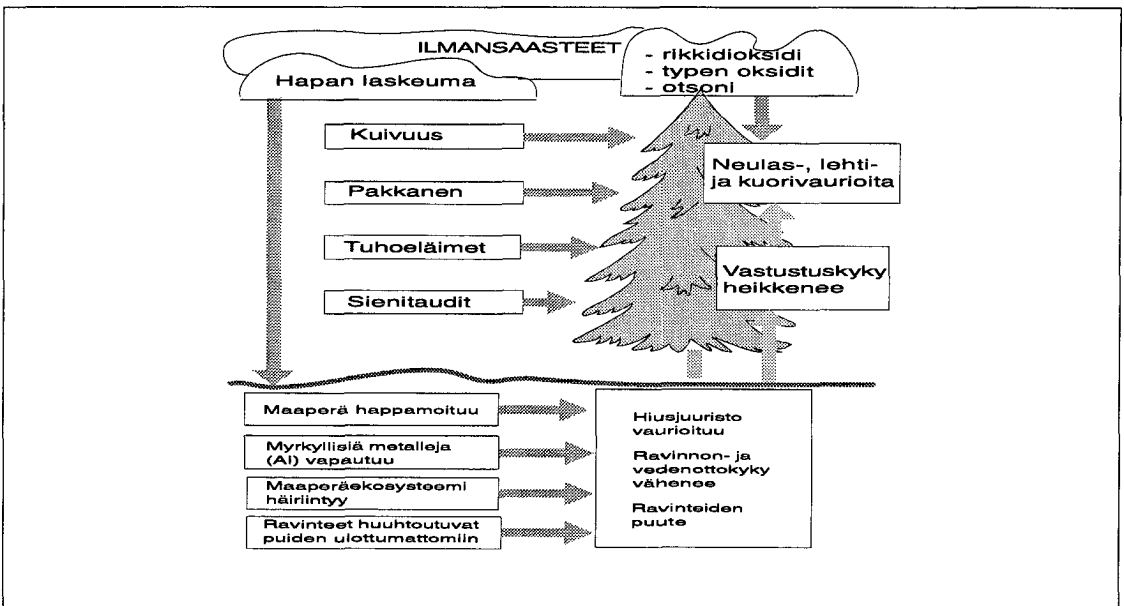 ILMANSAASTEET
- rikkidioksidi
- typen oksidit
- otsoni
Hapan laskeuma
Kuivuus
Pakkanen
Tuhoeläimet
Sienitaudit
Neulas-, lehti-
ja kuorivaurioita
Vastustuskyky
heikkenee
Maaperä happamoituu
Myrkyllisiä metalleja
(Al) vapautuu
Maaperäekosysteemi
häiriintyy
Ravinteet huuhtoutuvat
puiden ulottumattomiin
Hiusjuuristo
vaurioituu
Ravinnon- ja
vedenottokyky
vähenee
Ravinteiden
puute